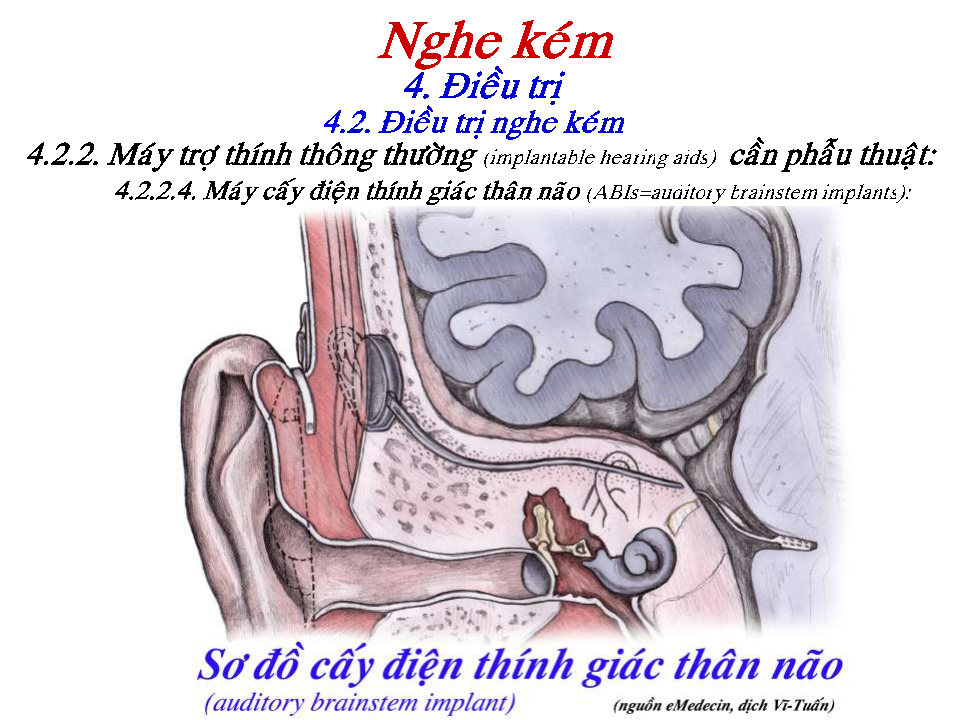 Nghe kém
4. Điều trị
4.2. Điều trị nghe kém
4.2.2. Máy trợ thính thông thường (implantable hearing aids) cần phẫu thuật:
4.2.2.4. Máy cấy điện thính giác thân não (ABIs=auditory brainstem implants):
Sơ đồ cấy điện thính giác thân não
(auditory brainstem implant) (nguồn eMedecin, dịch Vĩ-Tuấn)